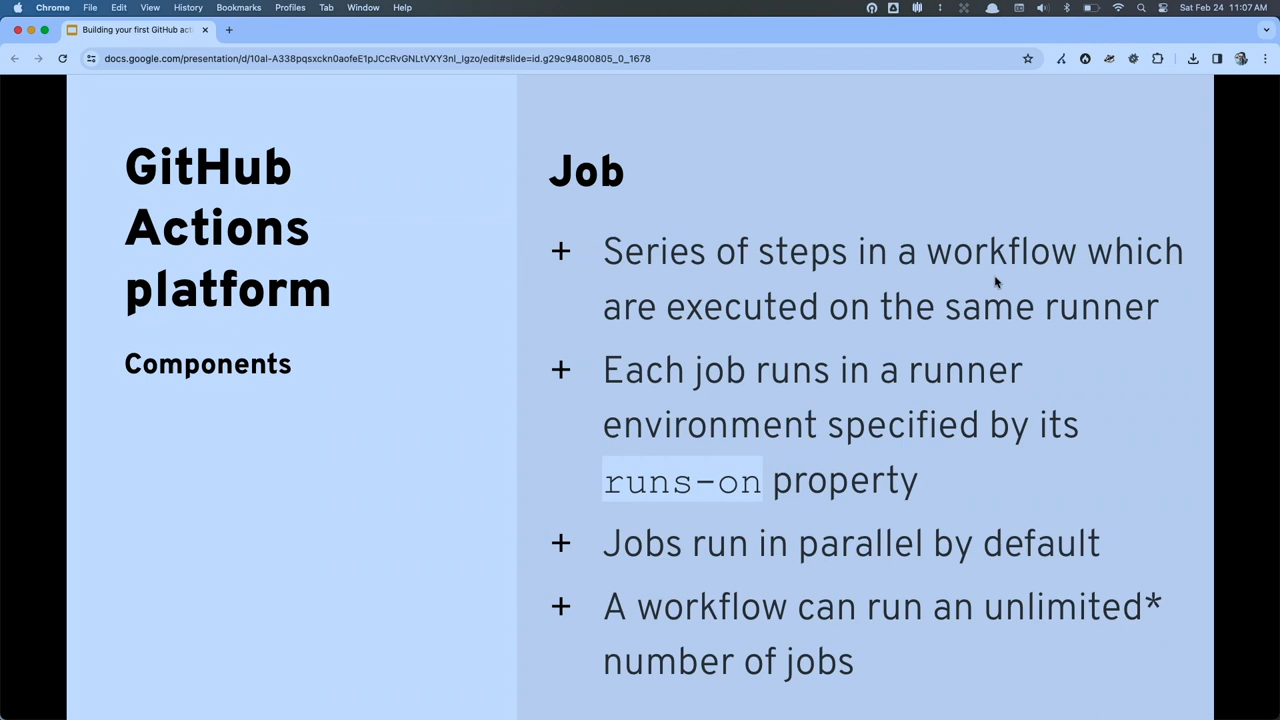 Chrome File Edit View History Bookmarks Profiles Tab Window Help Sat Feb 24 11:07 AM
Building your first GitHub acti
docs.google.com/presentation/d/10al-A338pqsxckn0aofeE1pJCcRvGNLtVXY3nl_Igzo/edit#slide=id.g29c94800805_0_1678
GitHub
Actions
platform
Components
Job
+ Series of steps in a workflow which
are executed on the same runner
+ Each job runs in a runner
environment specified by its
runs-on property
+ Jobs run in parallel by default
+ A workflow can run an unlimited*
number of jobs